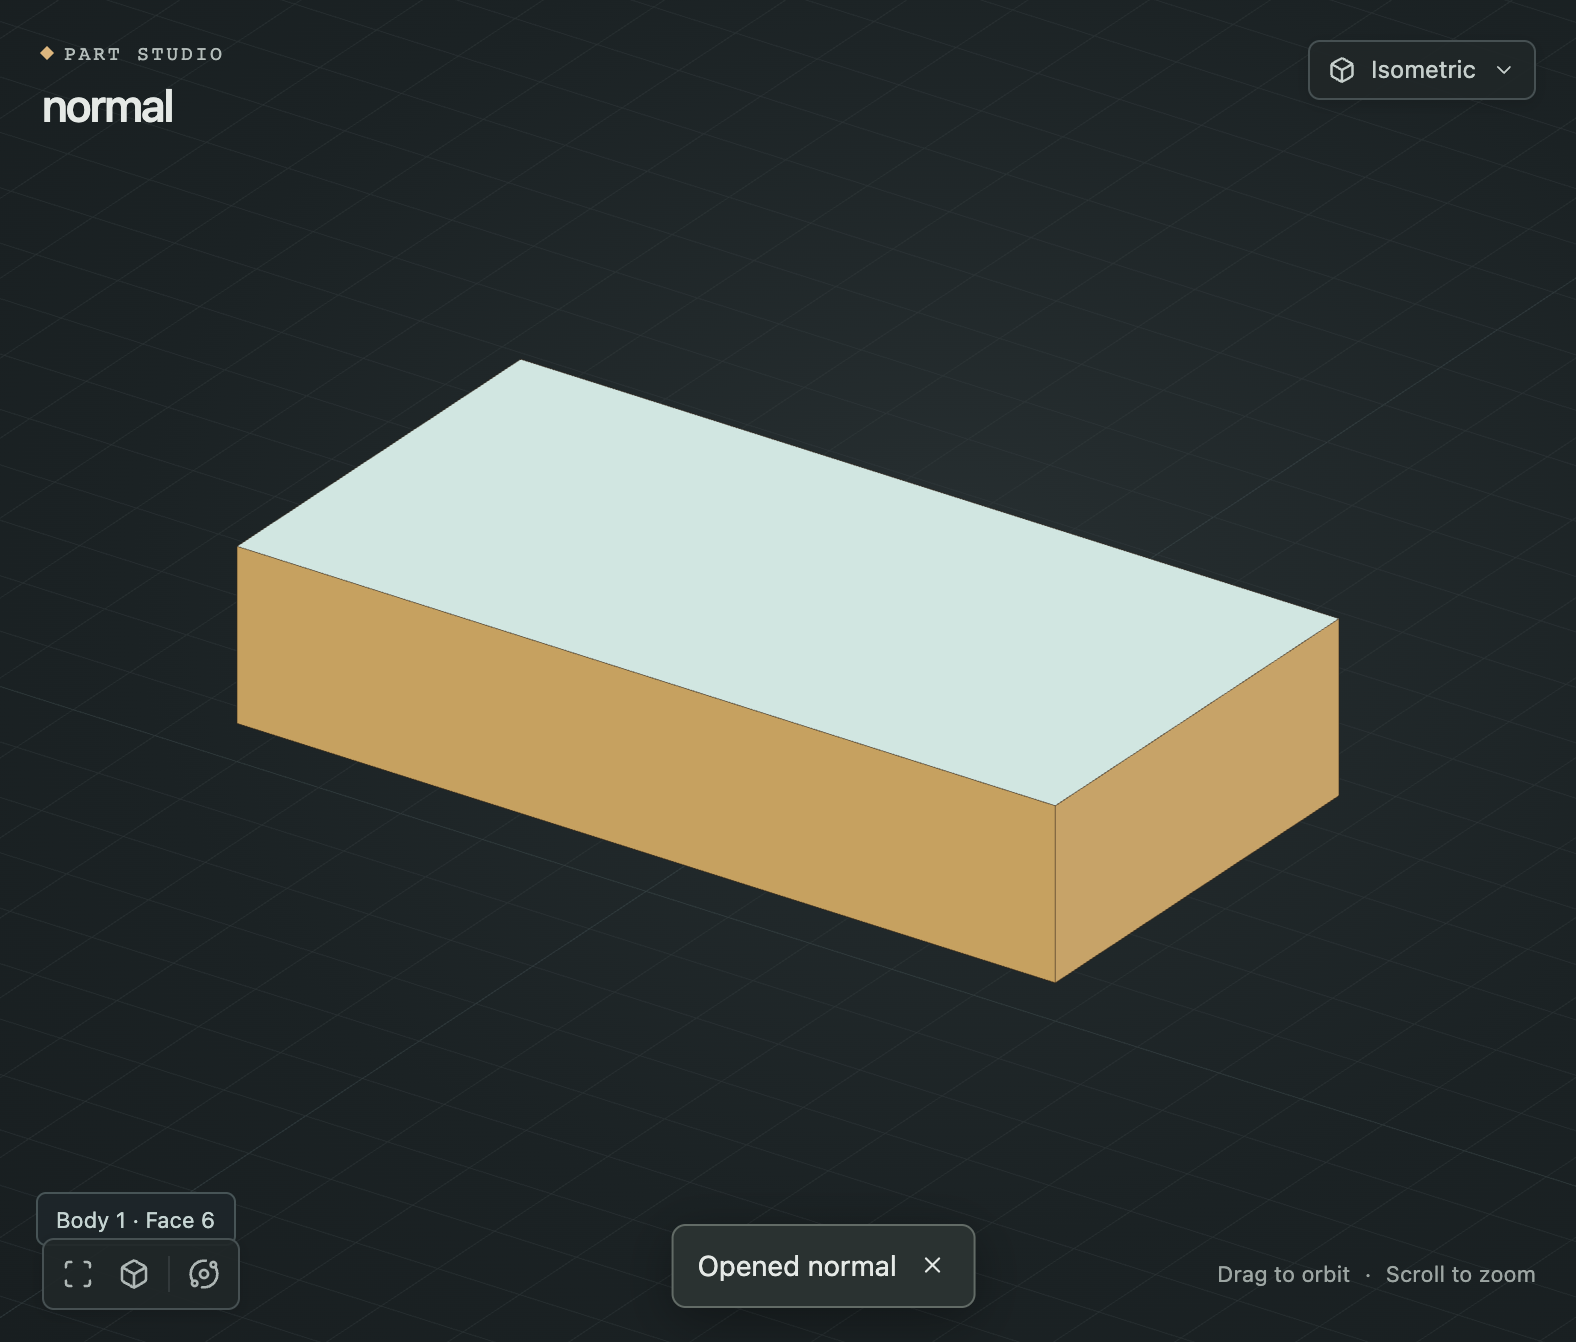 PART STUDIO
normal
Isometric
Body 1 · Face 6
Opened normal
Drag to orbit · Scroll to zoom